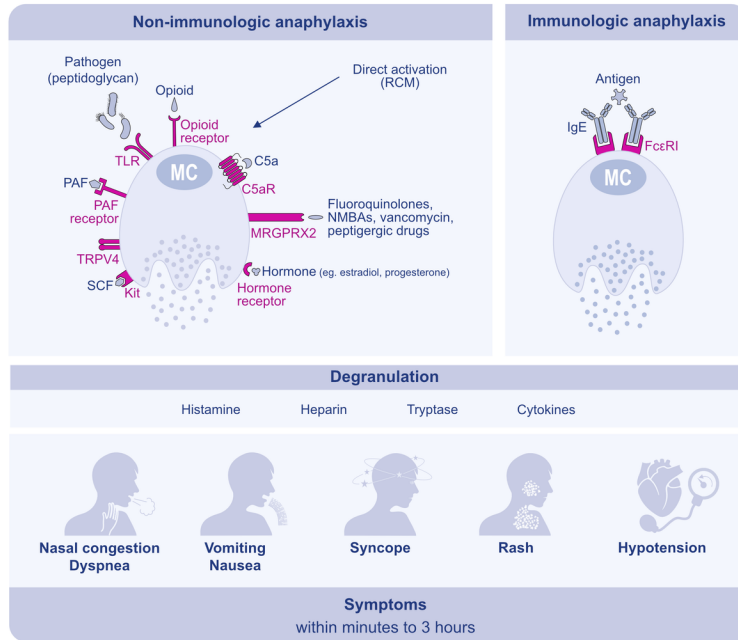 Non-immunologic anaphylaxis
Pathogen
(peptidoglycan)
Opioid
Direct activation
(RCM)
Opioid
receptor
TLR
MC
C5a
C5aR
PAF
PAF
receptor
Fluoroquinolones,
NMBAs, vancomycin,
peptigergic drugs
MRGPRX2
TRPV4
SCF
Kit
Hormone (eg. estradiol, progesterone)
Hormone
receptor
Immunologic anaphylaxis
Antigen
IgE
FcεRI
MC
Degranulation
Histamine
Heparin
Tryptase
Cytokines
Nasal congestion
Dyspnea
Vomiting
Nausea
Syncope
Rash
Hypotension
Symptoms
within minutes to 3 hours